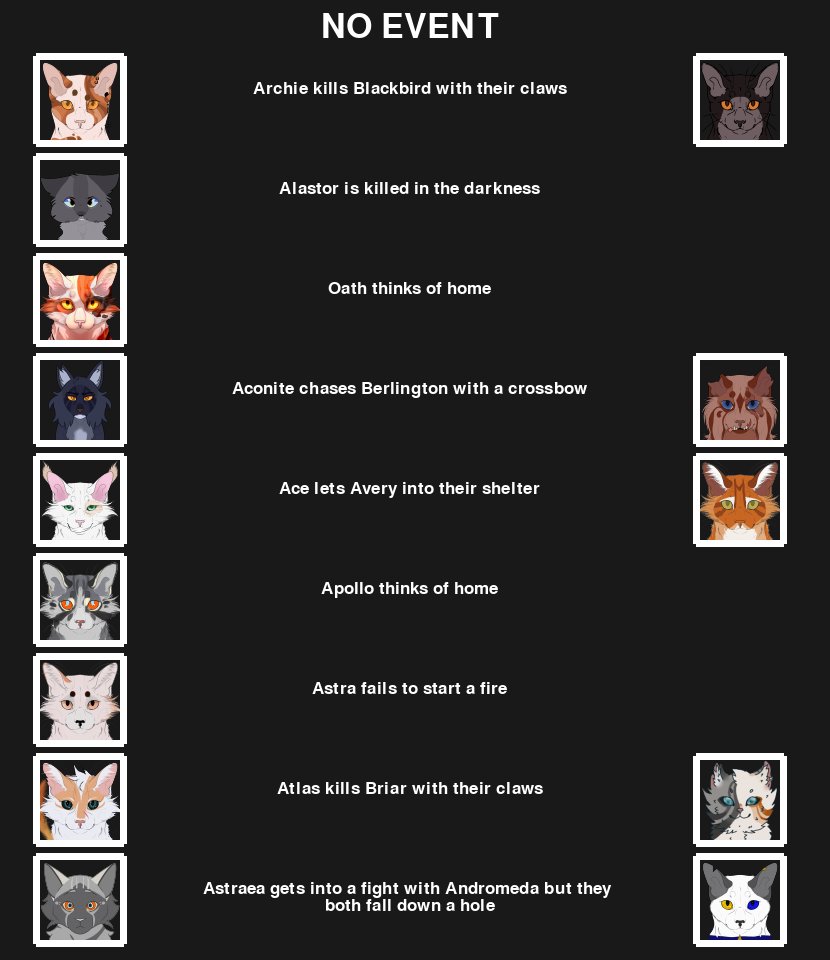 NO EVENT
Archie kills Blackbird with their claws
Alastor is killed in the darkness
Oath thinks of home
Aconite chases Berlington with a crossbow
Ace lets Avery into their shelter
Apollo thinks of home
Astra fails to start a fire
Atlas kills Briar with their claws
Astraea gets into a fight with Andromeda but they
both fall down a hole